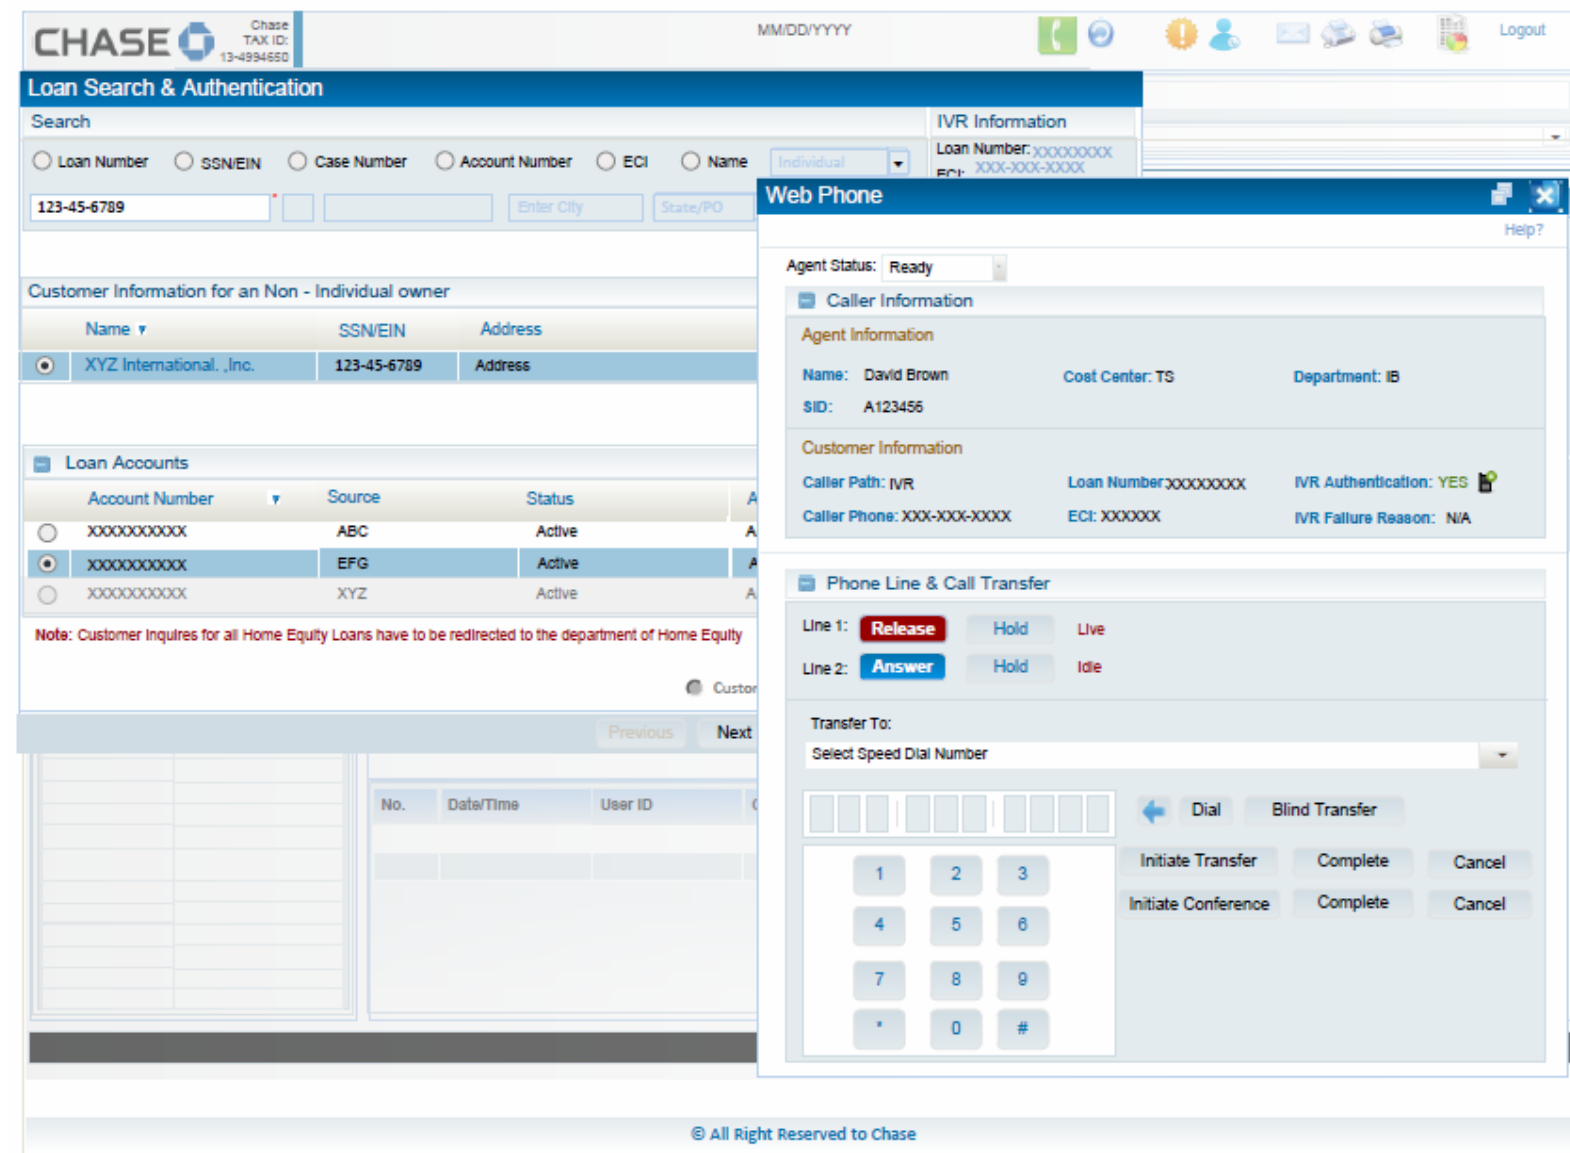 CHASE Chase
TAX ID:
13-4994650
MM/DD/YYYY
Logout
Loan Search & Authentication
Search
IVR Information
Loan Number SSN/EIN Case Number Account Number ECI Name Individual
Loan Number: XXXXXXXX
ECI: XXX-XXX-XXXX
123-45-6789 * Enter City State/PO
Customer Information for an Non - Individual owner
Name SSN/EIN Address
XYZ International. ,Inc. 123-45-6789 Address
Loan Accounts
Account Number Source Status A
XXXXXXXXXX ABC Active A
XXXXXXXXXX EFG Active A
XXXXXXXXXX XYZ Active A
Note: Customer Inquires for all Home Equity Loans have to be redirected to the department of Home Equity
Custor
Previous Next
No. Date/Time User ID
Web Phone
Help?
Agent Status: Ready
Caller Information
Agent Information
Name: David Brown Cost Center: TS Department: IB
SID: A123456
Customer Information
Caller Path: IVR Loan Number: XXXXXXXX IVR Authentication: YES
Caller Phone: XXX-XXX-XXXX ECI: XXXXXX IVR Failure Reason: N/A
Phone Line & Call Transfer
Line 1: Release Hold Live
Line 2: Answer Hold Idle
Transfer To:
Select Speed Dial Number
Dial Blind Transfer
Initiate Transfer Complete Cancel
Initiate Conference Complete Cancel
1 2 3
4 5 6
7 8 9
* 0 #
© All Right Reserved to Chase